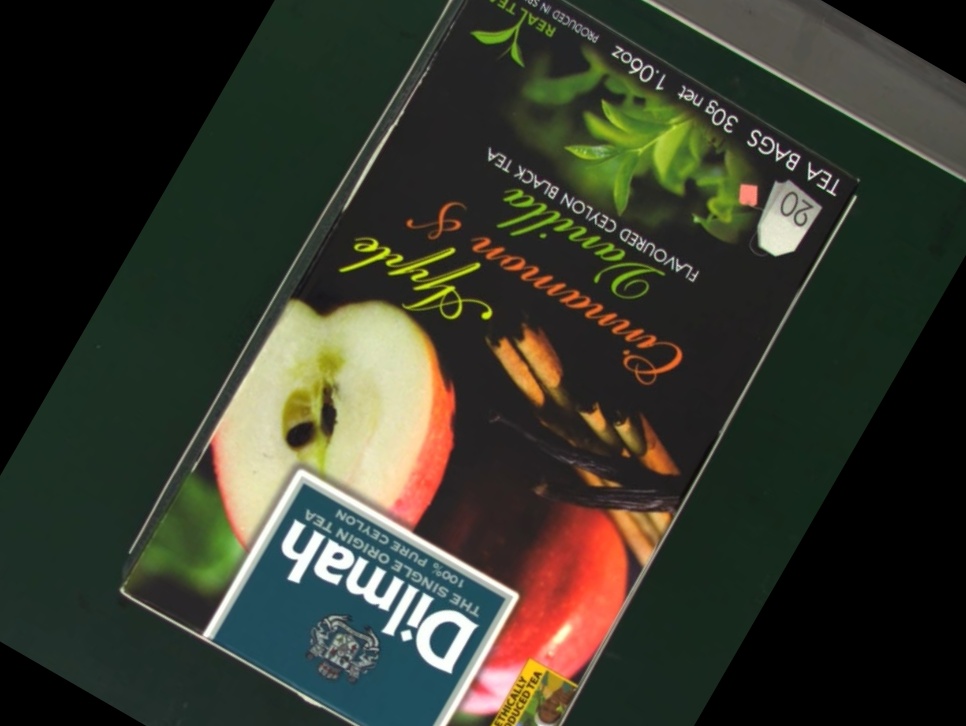 Dilmah
THE SINGLE ORIGIN TEA
100% PURE CEYLON
Apple
Cinnamon &
Vanilla
FLAVOURED CEYLON BLACK TEA
20
TEA BAGS 30g net 1.06oz
PRODUCED IN
REAL TEA
ETHICALLY
TEA